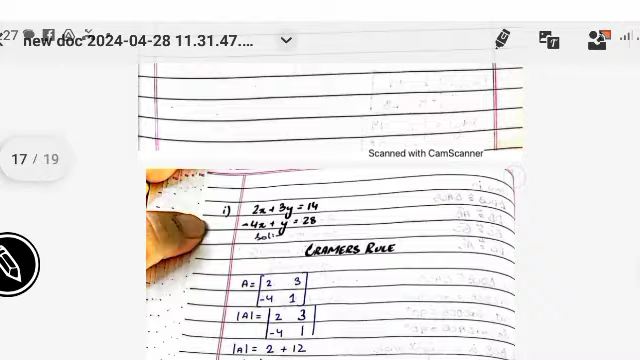 27
new doc 2024-04-28 11.31.47....
Scanned with CamScanner
17 / 19
i) 2x + 3y = 14
-4x + y = 28
Sol:-
CRAMERS RULE
A = [2 3
-4 1]
|A| = |2 3
-4 1|
|A| = 2 + 12